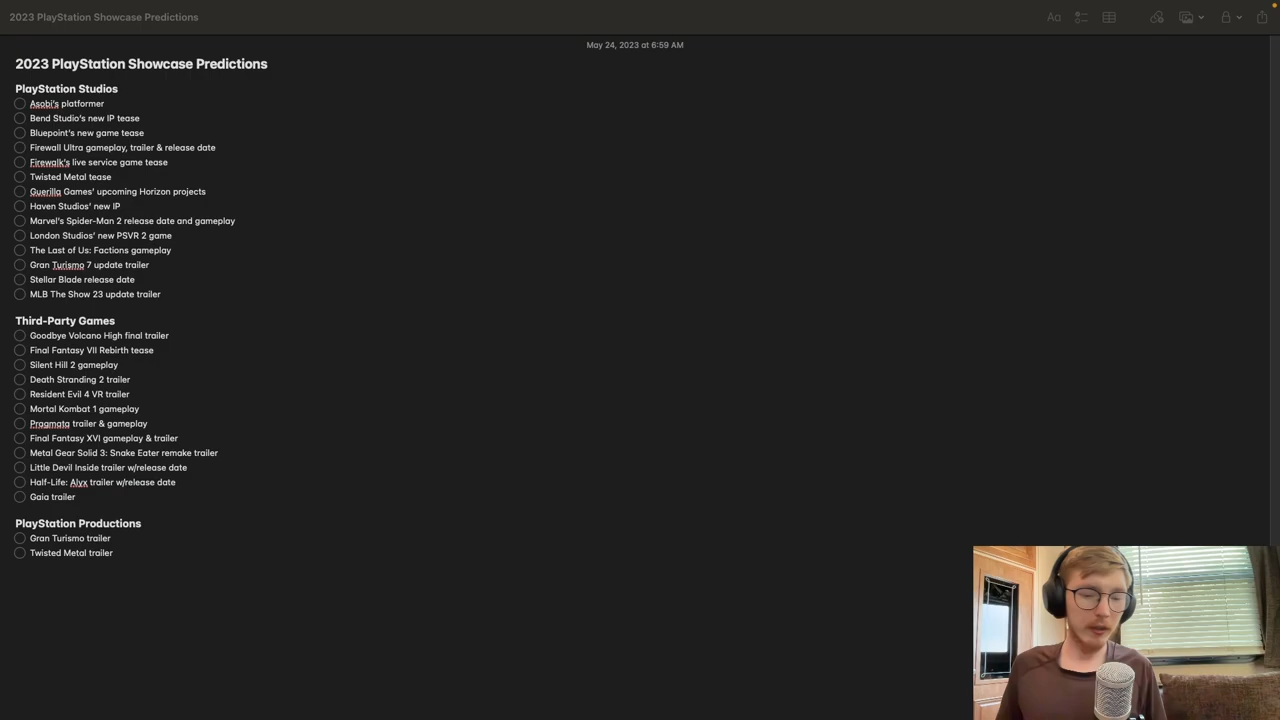 2023 PlayStation Showcase Predictions
Aa
May 24, 2023 at 6:59 AM
2023 PlayStation Showcase Predictions
PlayStation Studios
Asobi's platformer
Bend Studio's new IP tease
Bluepoint's new game tease
Firewall Ultra gameplay, trailer & release date
Firewalk's live service game tease
Twisted Metal tease
Guerilla Games' upcoming Horizon projects
Haven Studios' new IP
Marvel's Spider-Man 2 release date and gameplay
London Studios' new PSVR 2 game
The Last of Us: Factions gameplay
Gran Turismo 7 update trailer
Stellar Blade release date
MLB The Show 23 update trailer
Third-Party Games
Goodbye Volcano High final trailer
Final Fantasy VII Rebirth tease
Silent Hill 2 gameplay
Death Stranding 2 trailer
Resident Evil 4 VR trailer
Mortal Kombat 1 gameplay
Pragmata trailer & gameplay
Final Fantasy XVI gameplay & trailer
Metal Gear Solid 3: Snake Eater remake trailer
Little Devil Inside trailer w/release date
Half-Life: Alyx trailer w/release date
Gaia trailer
PlayStation Productions
Gran Turismo trailer
Twisted Metal trailer